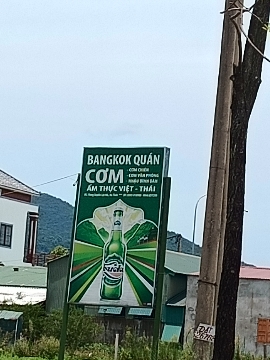 BANGKOK QUÁN
CƠM
- CƠM CHIÊN
- CƠM VĂN PHÒNG
- NHẬU BÌNH DÂN
ẨM THỰC VIỆT - THÁI